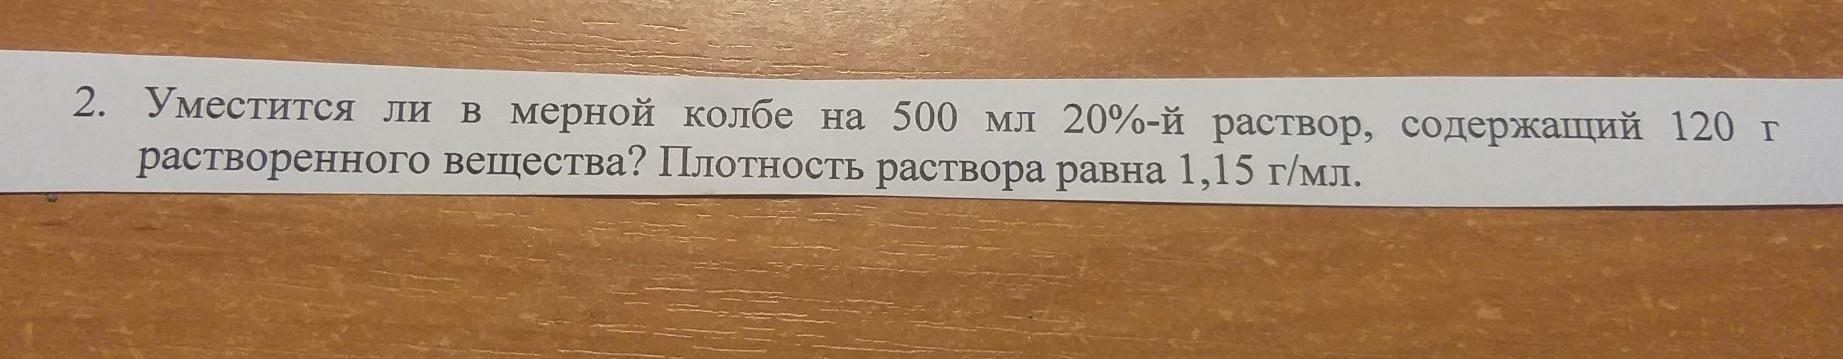 2. Уместится ли в мерной колбе на 500 мл 20%-й раствор, содержащий 120 г
растворенного вещества? Плотность раствора равна 1,15 г/мл.